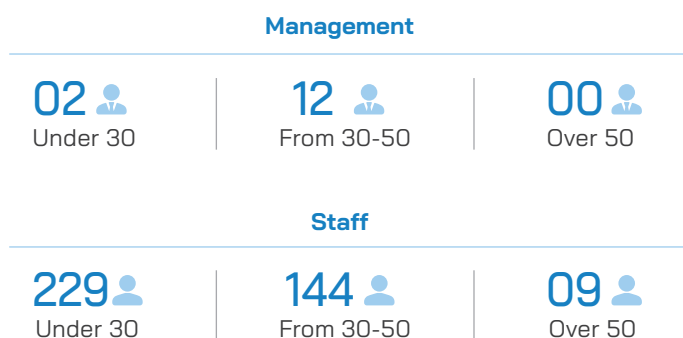 Management
02 12 00
Under 30 From 30-50 Over 50
Staff
229 144 09
Under 30 From 30-50 Over 50